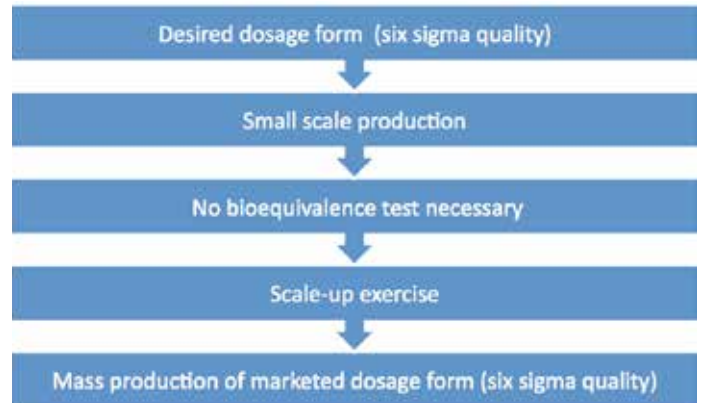 Desired dosage form (six sigma quality)
Small scale production
No bioequivalence test necessary
Scale-up exercise
Mass production of marketed dosage form (six sigma quality)